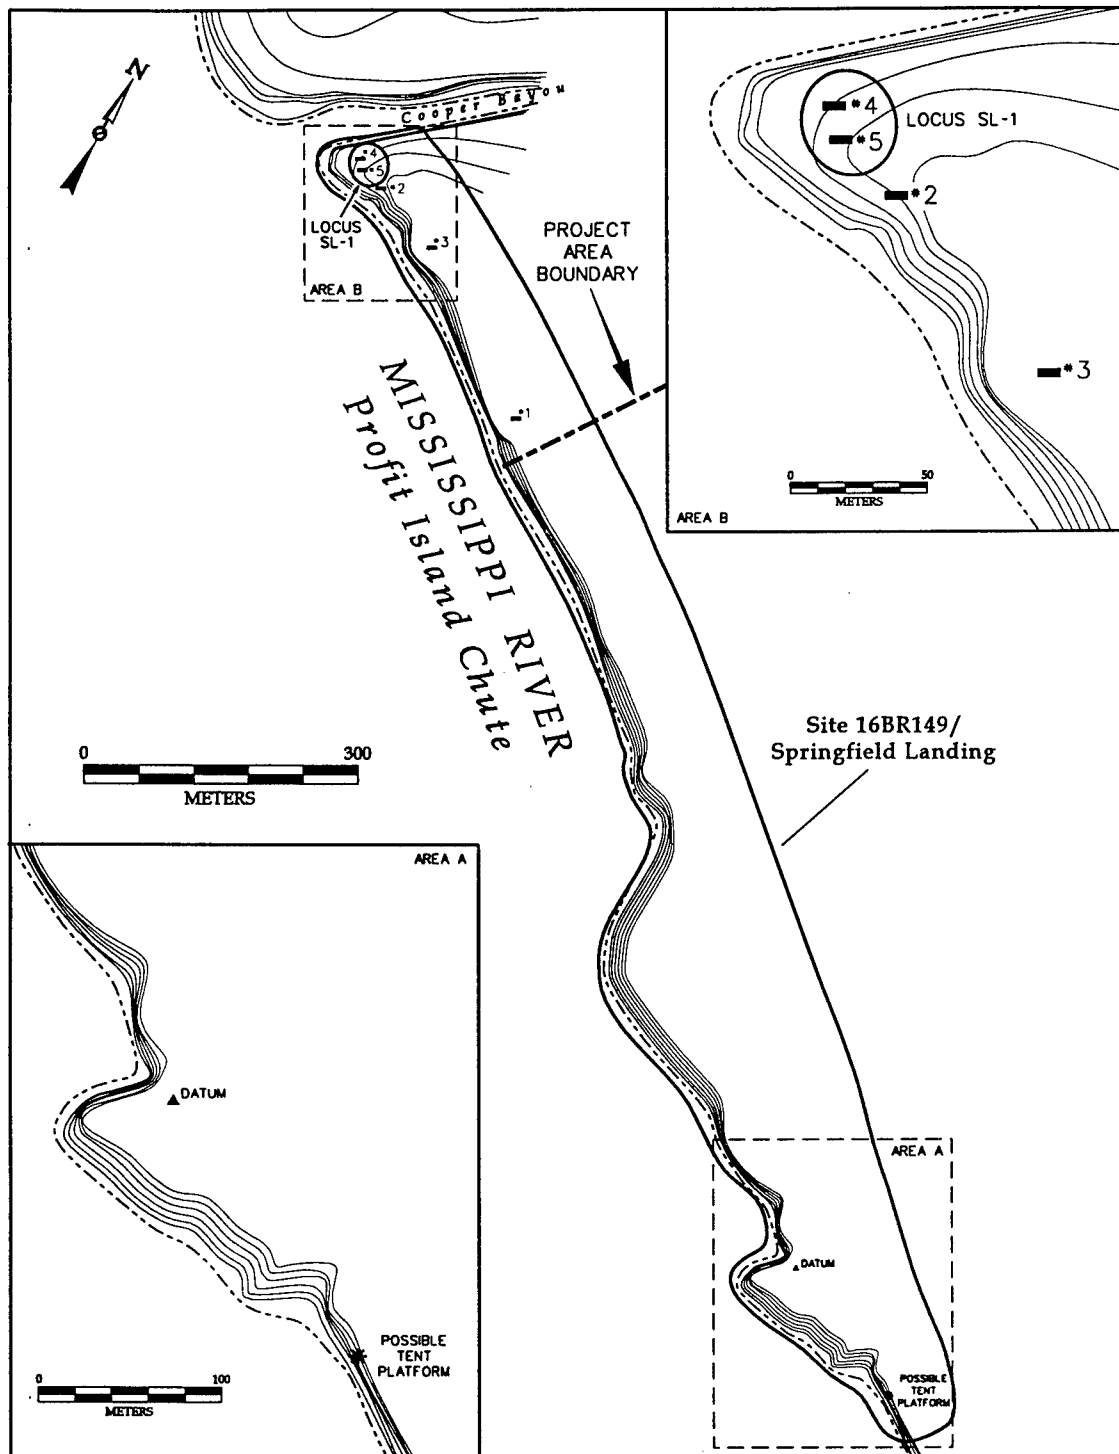 N
Cooper Bayou
*4
*5
*2
LOCUS
SL-1
*3
AREA B
PROJECT
AREA
BOUNDARY
*1
MISSISSIPPI RIVER
Profit Island Chute
0 300
METERS
Site 16BR149/
Springfield Landing
AREA A
DATUM
POSSIBLE
TENT
PLATFORM
*4
*5
LOCUS SL-1
*2
*3
0 50
METERS
AREA B
AREA A
DATUM
POSSIBLE
TENT
PLATFORM
0 100
METERS